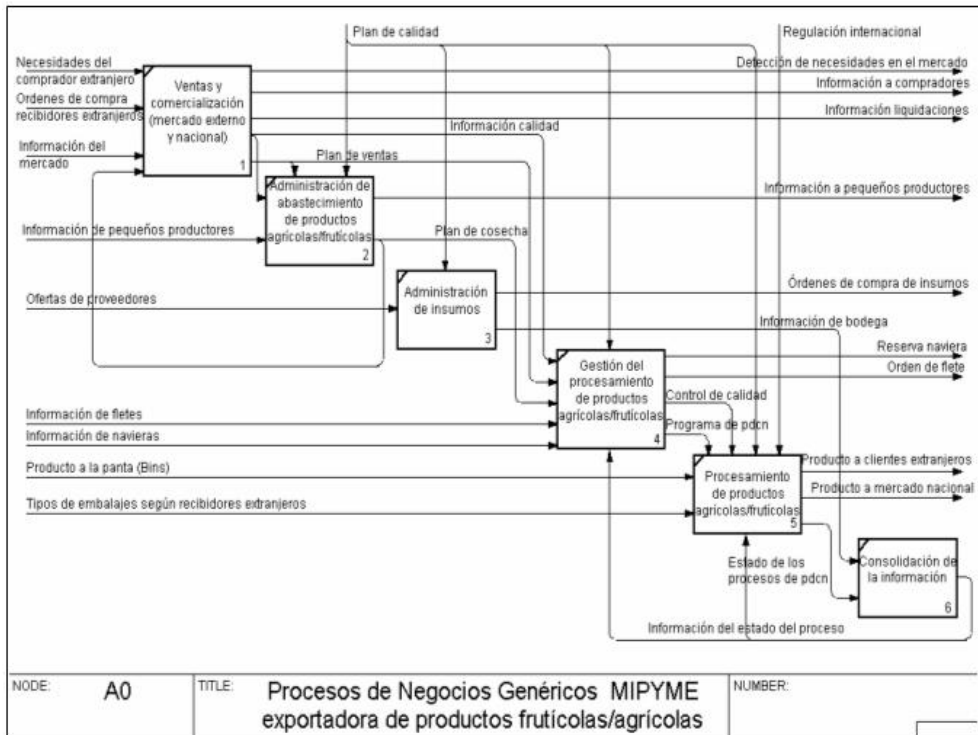 Plan de calidad
Regulación internacional
Necesidades del
comprador extranjero
Ordenes de compra
recibidores extranjeros
Información del
mercado
Ventas y
comercialización
(mercado externo
y nacional)
1
Detección de necesidades en el mercado
Información a compradores
Información liquidaciones
Información calidad
Plan de ventas
Administración de
abastecimiento
de productos
agrícolas/frutícolas
2
Información a pequeños productores
Información de pequeños productores
Plan de cosecha
Ofertas de proveedores
Administración
de insumos
3
Órdenes de compra de insumos
Información de bodega
Reserva naviera
Orden de flete
Gestión del
procesamiento
de productos
agrícolas/frutícolas
4
Control de calidad
Programa de pdcn
Información de fletes
Información de navieras
Producto a la panta (Bins)
Tipos de embalajes según recibidores extranjeros
Procesamiento
de productos
agrícolas/frutícolas
5
Producto a clientes extranjeros
Producto a mercado nacional
Estado de los
procesos de pdcn
Consolidación de
la información
6
Información del estado del proceso
NODE:
A0
TITLE:
Procesos de Negocios Genéricos MIPYME
exportadora de productos frutícolas/agrícolas
NUMBER: